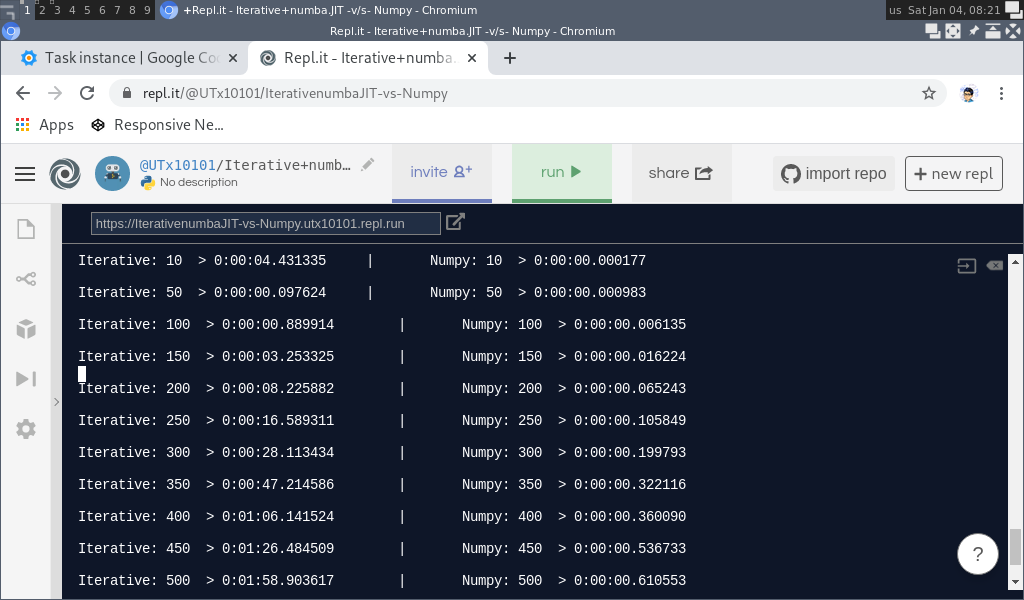 1 2 3 4 5 6 7 8 9 +Repl.it - Iterative+numba.JIT -v/s- Numpy - Chromium us Sat Jan 04, 08:21
Repl.it - Iterative+numba.JIT -v/s- Numpy - Chromium
Task instance | Google Co Repl.it - Iterative+numba.
repl.it/@UTx10101/IterativenumbaJIT-vs-Numpy
Apps Responsive Ne...
@UTx10101/Iterative+numb… invite run share import repo + new repl
No description
https://IterativenumbaJIT-vs-Numpy.utx10101.repl.run
Iterative: 10 > 0:00:04.431335 | Numpy: 10 > 0:00:00.000177
Iterative: 50 > 0:00:00.097624 | Numpy: 50 > 0:00:00.000983
Iterative: 100 > 0:00:00.889914 | Numpy: 100 > 0:00:00.006135
Iterative: 150 > 0:00:03.253325 | Numpy: 150 > 0:00:00.016224
Iterative: 200 > 0:00:08.225882 | Numpy: 200 > 0:00:00.065243
Iterative: 250 > 0:00:16.589311 | Numpy: 250 > 0:00:00.105849
Iterative: 300 > 0:00:28.113434 | Numpy: 300 > 0:00:00.199793
Iterative: 350 > 0:00:47.214586 | Numpy: 350 > 0:00:00.322116
Iterative: 400 > 0:01:06.141524 | Numpy: 400 > 0:00:00.360090
Iterative: 450 > 0:01:26.484509 | Numpy: 450 > 0:00:00.536733
?
Iterative: 500 > 0:01:58.903617 | Numpy: 500 > 0:00:00.610553